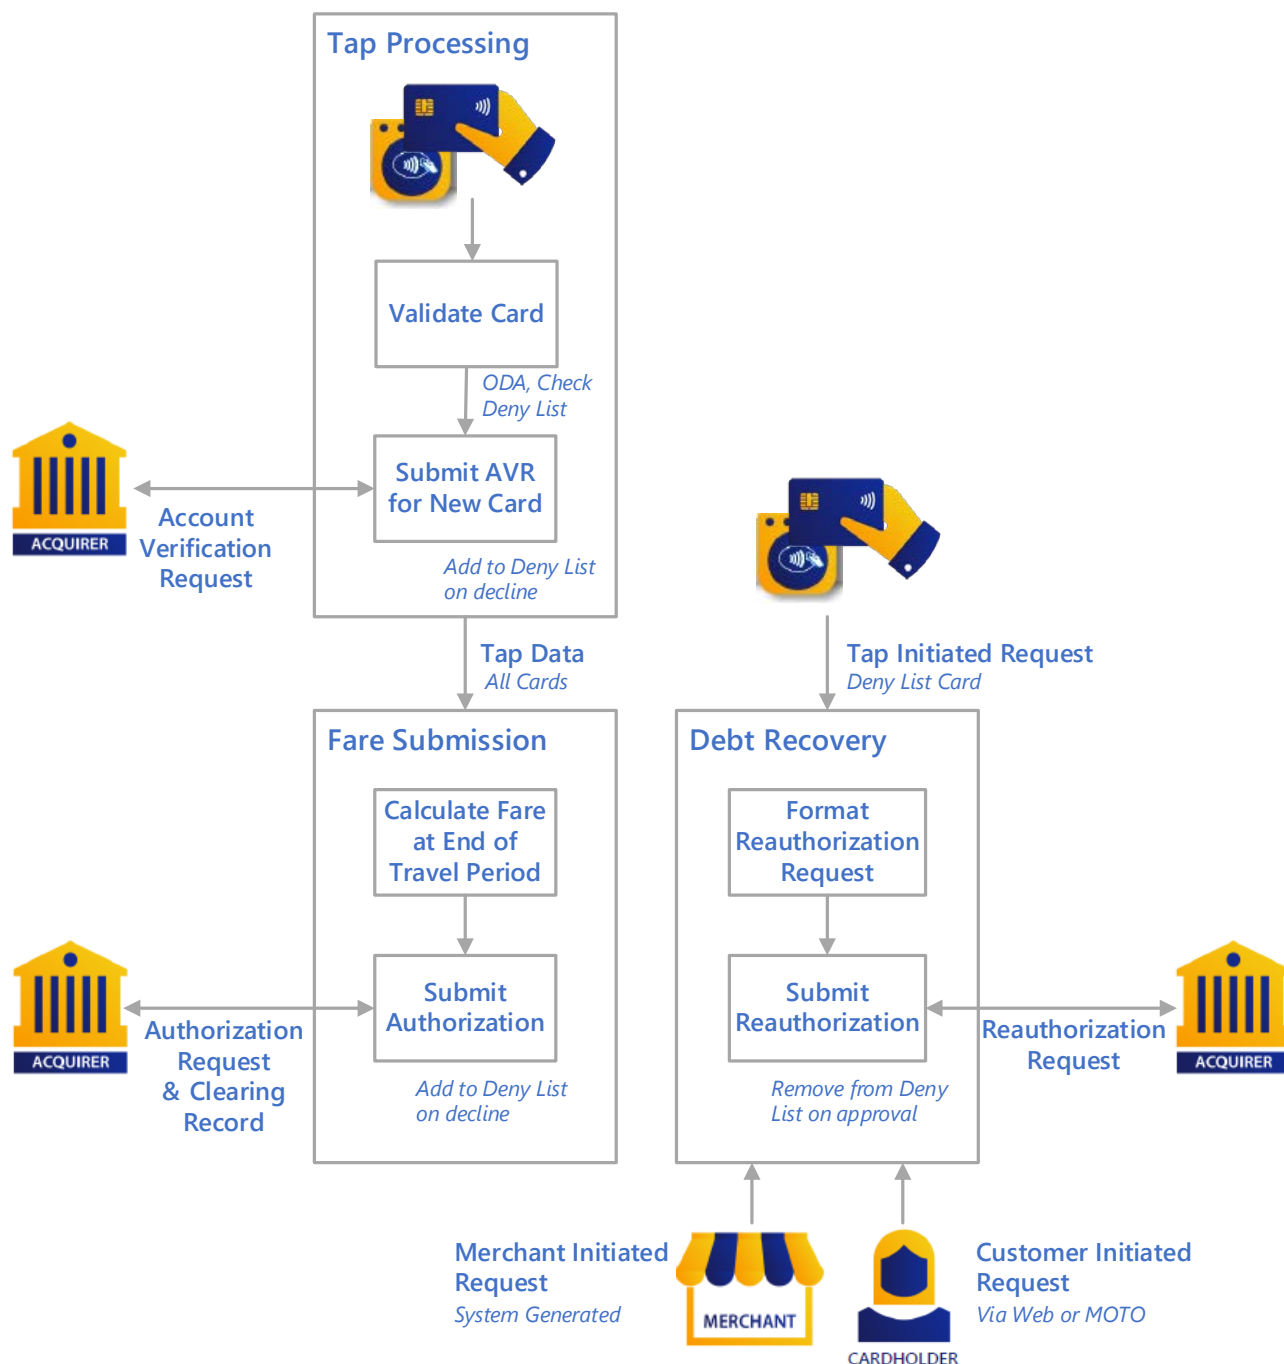 Tap Processing
Validate Card
ODA, Check
Deny List
Submit AVR
for New Card
ACQUIRER
Account
Verification
Request
Add to Deny List
on decline
Tap Data
All Cards
Tap Initiated Request
Deny List Card
Fare Submission
Calculate Fare
at End of
Travel Period
Submit
Authorization
ACQUIRER
Authorization
Request
& Clearing
Record
Add to Deny List
on decline
Debt Recovery
Format
Reauthorization
Request
Submit
Reauthorization
Reauthorization
Request
ACQUIRER
Remove from Deny
List on approval
Merchant Initiated
Request
System Generated
MERCHANT
CARDHOLDER
Customer Initiated
Request
Via Web or MOTO